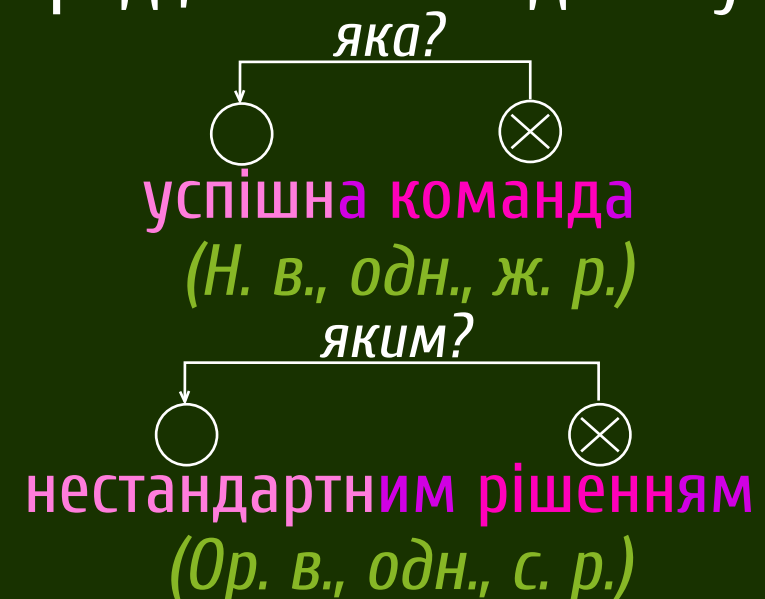 яка?
успішна команда
(Н. в., одн., ж. р.)
яким?
нестандартним рішенням
(Ор. в., одн., с. р.)